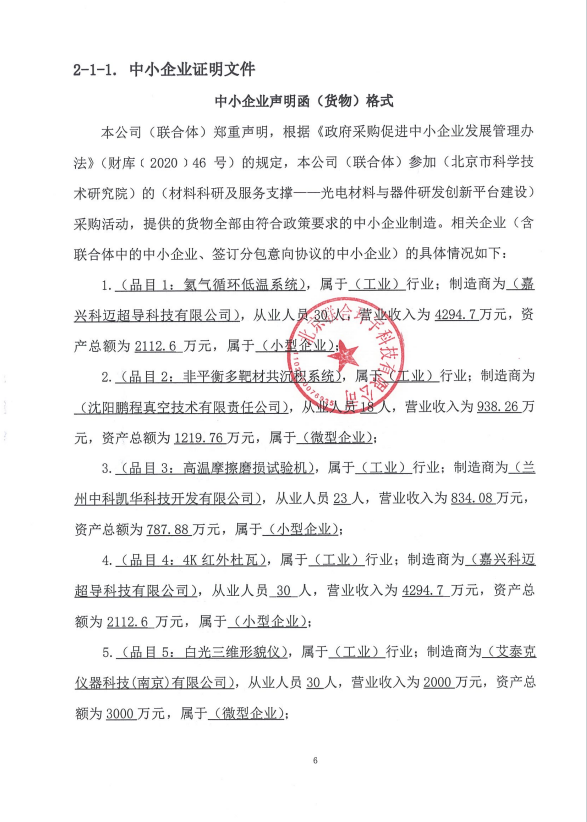 2-1-1. 中小企业证明文件
中小企业声明函（货物）格式
本公司（联合体）郑重声明，根据《政府采购促进中小企业发展管理办
法》（财库﹝2020﹞46 号）的规定，本公司（联合体）参加（北京市科学技
术研究院）的（材料科研及服务支撑——光电材料与器件研发创新平台建设）
采购活动，提供的货物全部由符合政策要求的中小企业制造。相关企业（含
联合体中的中小企业、签订分包意向协议的中小企业）的具体情况如下：
1.（品目 1：氦气循环低温系统），属于（工业）行业；制造商为（嘉
兴科迈超导科技有限公司），从业人员 30 人，营业收入为 4294.7 万元，资
产总额为 2112.6 万元，属于（小型企业）；
2.（品目 2：非平衡多靶材共沉积系统），属于（工业）行业；制造商为
（沈阳鹏程真空技术有限责任公司），从业人员 18 人，营业收入为 938.26 万
元，资产总额为 1219.76 万元，属于（微型企业）；
3.（品目 3：高温摩擦磨损试验机），属于（工业）行业；制造商为（兰
州中科凯华科技开发有限公司），从业人员 23 人，营业收入为 834.08 万元，
资产总额为 787.88 万元，属于（小型企业）；
4.（品目 4：4K 红外杜瓦），属于（工业）行业；制造商为（嘉兴科迈
超导科技有限公司），从业人员 30 人，营业收入为 4294.7 万元，资产总
额为 2112.6 万元，属于（小型企业）；
5.（品目 5：白光三维形貌仪），属于（工业）行业；制造商为（艾泰克
仪器科技(南京)有限公司），从业人员 30 人，营业收入为 2000 万元，资产总
额为 3000 万元，属于（微型企业）；
北京联合环宇科技有限公司
6